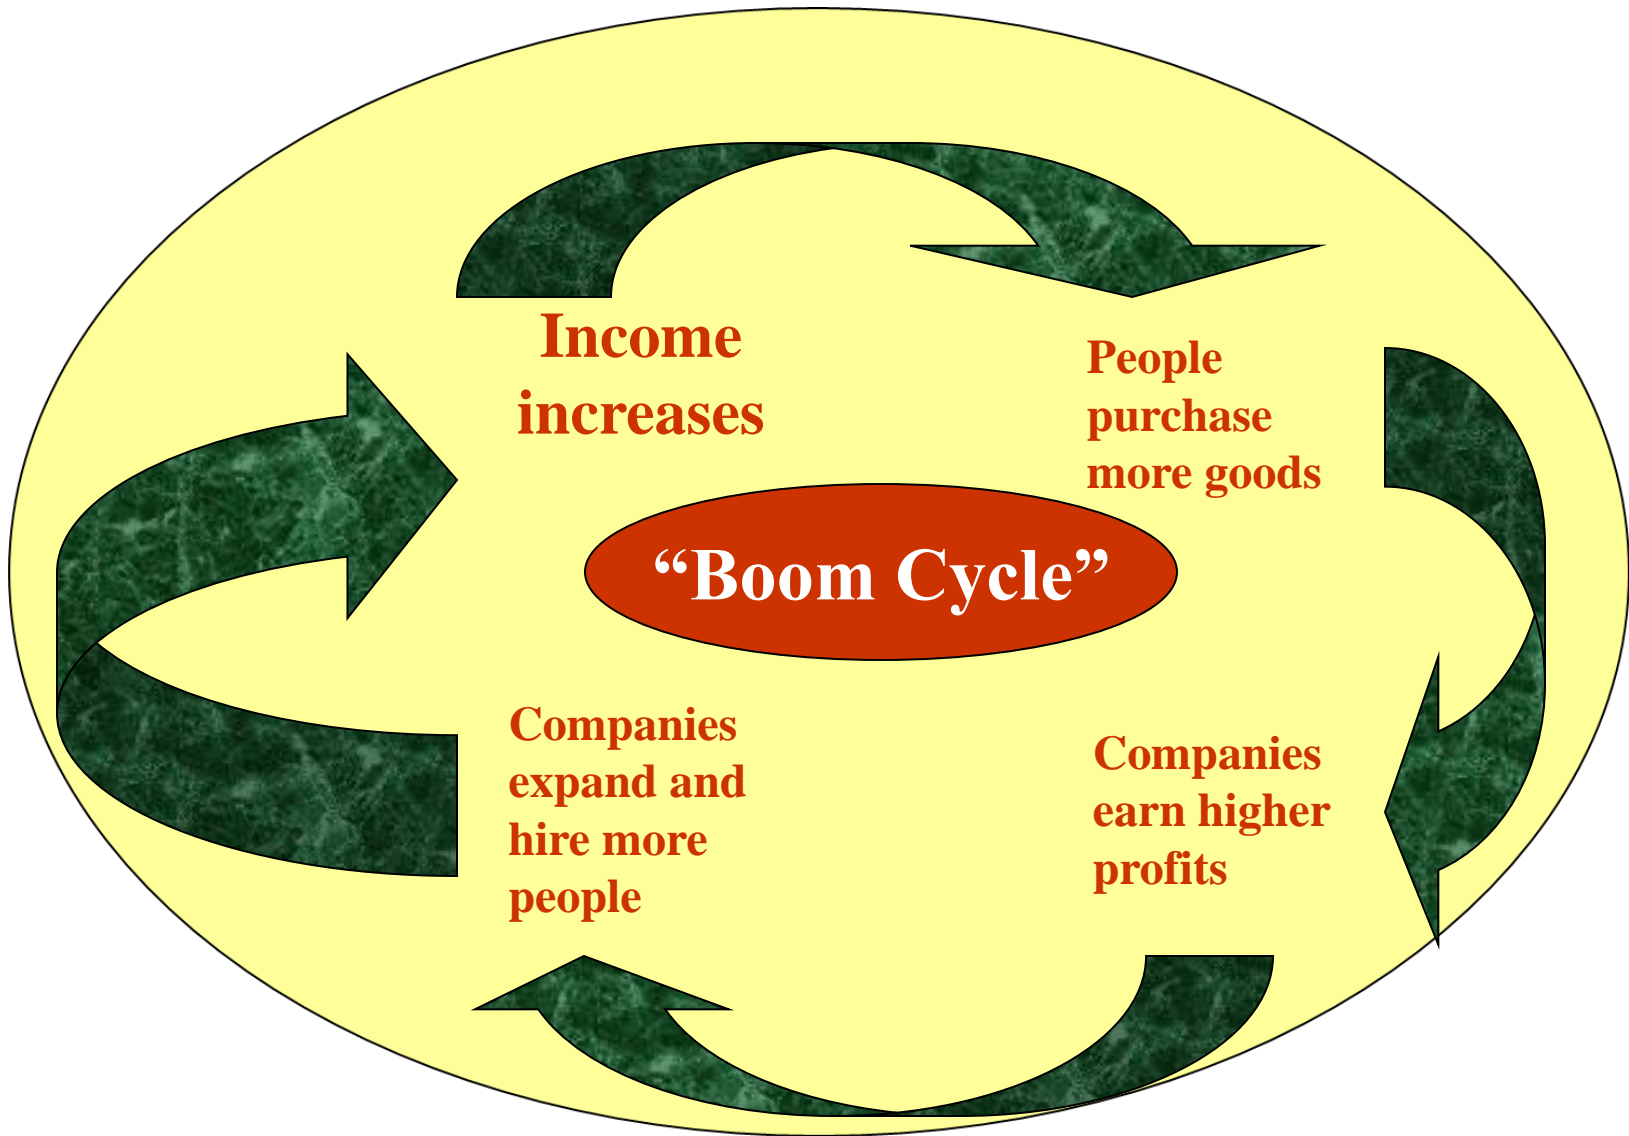 Income
increases
People
purchase
more goods
“Boom Cycle”
Companies
expand and
hire more
people
Companies
earn higher
profits